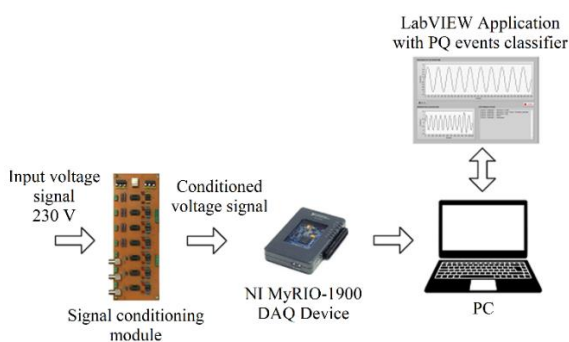 LabVIEW Application
with PQ events classifier
Input voltage
signal
230 V
Conditioned
voltage signal
Signal conditioning
module
NI MyRIO-1900
DAQ Device
PC